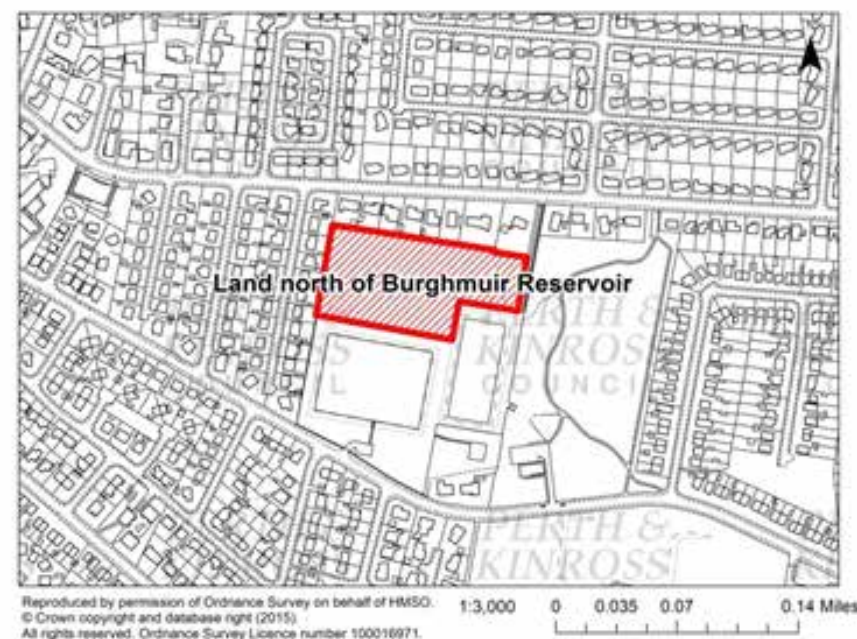 Land north of Burghmuir Reservoir
PERTH &
KINROSS
COUNCIL
PERTH &
KINROSS
Reproduced by permission of Ordnance Survey on behalf of HMSO.
© Crown copyright and database right (2015)
All rights reserved. Ordnance Survey Licence number 100016971.
1:3,000
0 0.035 0.07 0.14 Miles